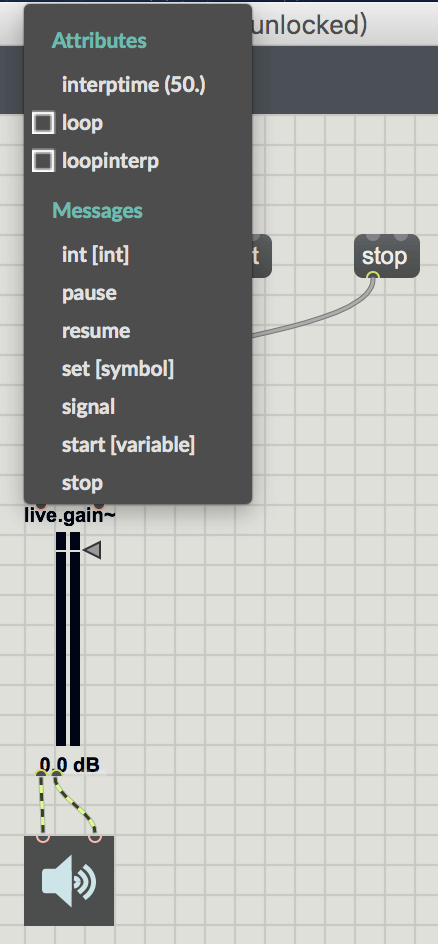 unlocked)
Attributes
interptime (50.)
loop
loopinterp
Messages
int [int]
t
stop
pause
resume
set [symbol]
signal
start [variable]
stop
live.gain~
0.0 dB